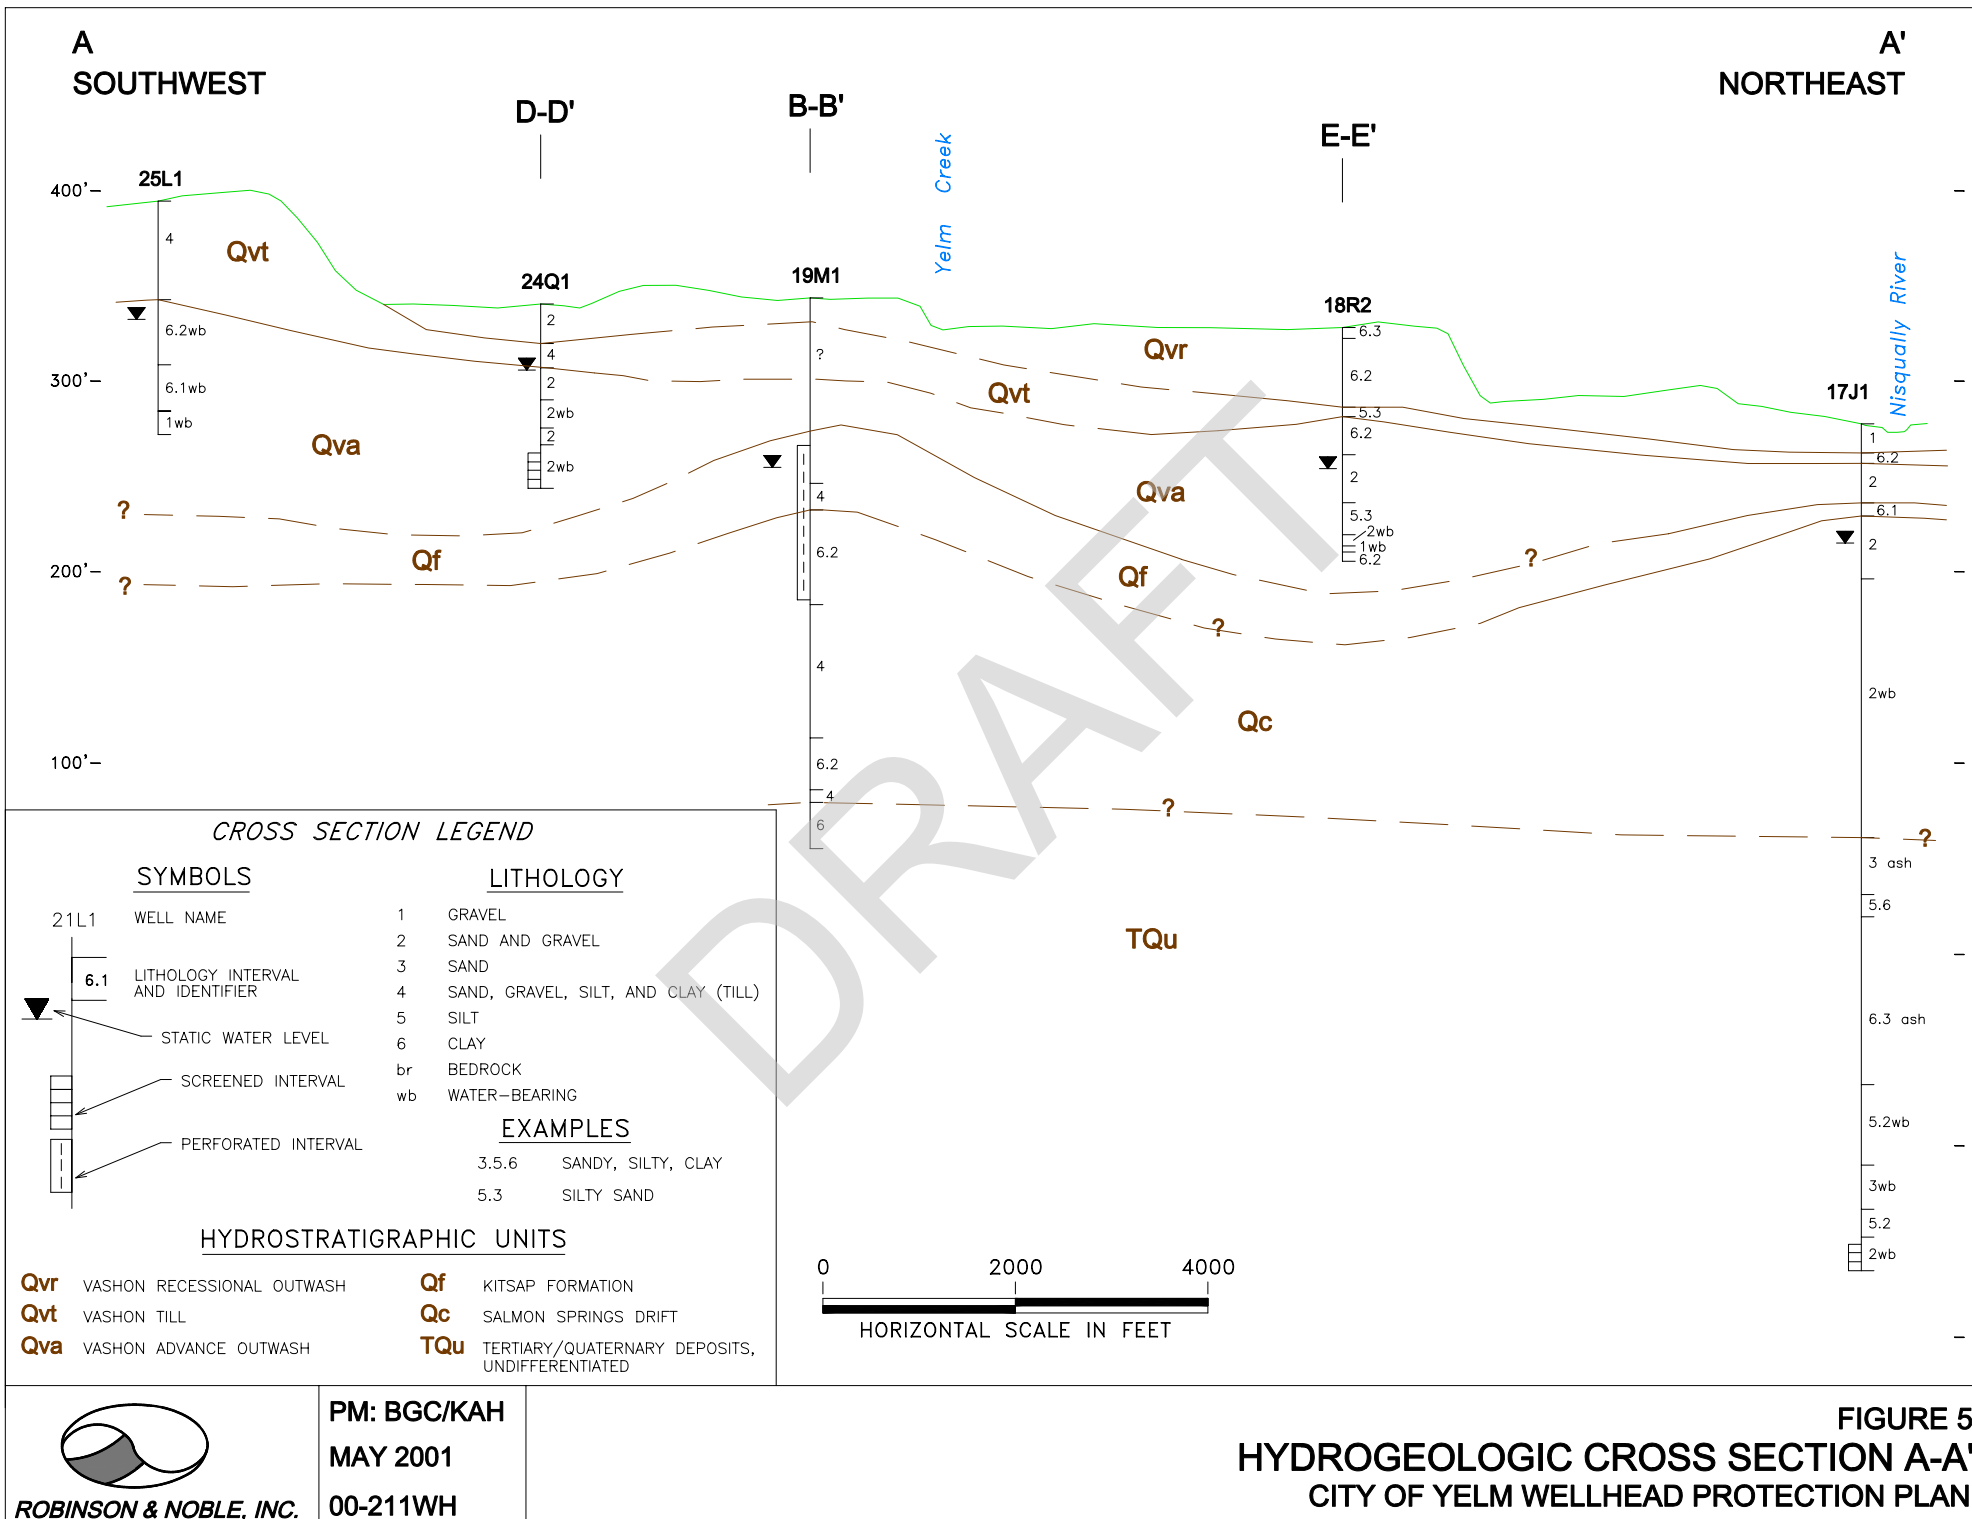 A
A'
SOUTHWEST
NORTHEAST
D-D'
B-B'
E-E'
Yelm Creek
Nisqually River
400'
300'
200'
100'
25L1
4
6.2wb
6.1wb
1wb
24Q1
2
4
2
2wb
2
2wb
19M1
?
4
6.2
4
6.2
4
6
18R2
6.3
6.2
5.3
6.2
2
5.3
2wb
1wb
6.2
17J1
1
6.2
2
6.1
2
2wb
3 ash
5.6
6.3 ash
5.2wb
3wb
5.2
2wb
Qvt
Qvr
Qvt
Qva
Qva
?
Qf
?
Qf
?
?
Qc
?
?
TQu
DRAFT
CROSS SECTION LEGEND
SYMBOLS
21L1 WELL NAME
6.1 LITHOLOGY INTERVAL
AND IDENTIFIER
STATIC WATER LEVEL
SCREENED INTERVAL
PERFORATED INTERVAL
LITHOLOGY
1 GRAVEL
2 SAND AND GRAVEL
3 SAND
4 SAND, GRAVEL, SILT, AND CLAY (TILL)
5 SILT
6 CLAY
br BEDROCK
wb WATER-BEARING
EXAMPLES
3.5.6 SANDY, SILTY, CLAY
5.3 SILTY SAND
HYDROSTRATIGRAPHIC UNITS
Qvr VASHON RECESSIONAL OUTWASH
Qvt VASHON TILL
Qva VASHON ADVANCE OUTWASH
Qf KITSAP FORMATION
Qc SALMON SPRINGS DRIFT
TQu TERTIARY/QUATERNARY DEPOSITS,
UNDIFFERENTIATED
0 2000 4000
HORIZONTAL SCALE IN FEET
ROBINSON & NOBLE, INC.
PM: BGC/KAH
MAY 2001
00-211WH
FIGURE 5
HYDROGEOLOGIC CROSS SECTION A-A'
CITY OF YELM WELLHEAD PROTECTION PLAN